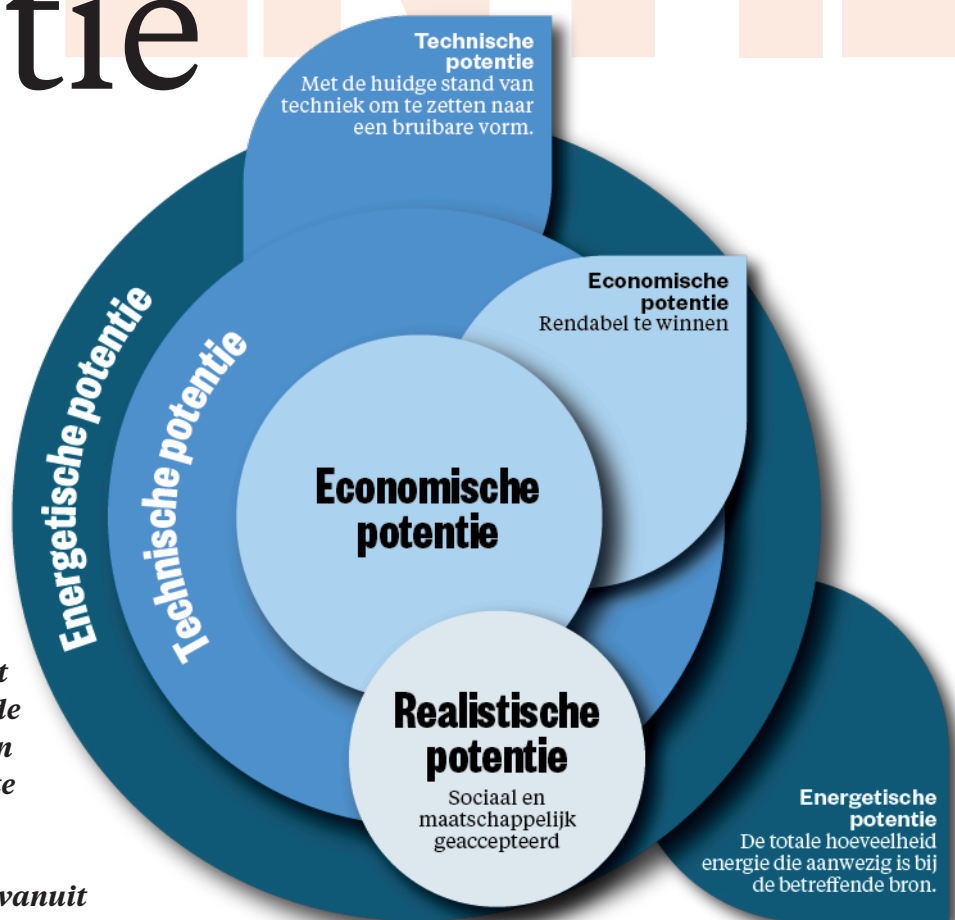 tie
Technische
potentie
Met de huidge stand van
techniek om te zetten naar
een bruibare vorm.
Economische
potentie
Rendabel te winnen
Energetische potentie
Technische potentie
Economische
potentie
Realistische
potentie
Sociaal en
maatschappelijk
geaccepteerd
Energetische
potentie
De totale hoeveelheid
energie die aanwezig is bij
de betreffende bron.
vanuit